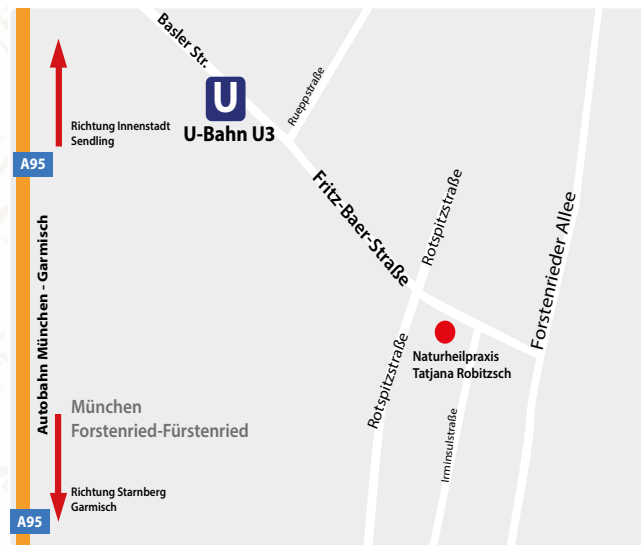 Basler Str.
U
U-Bahn U3
Rueppstraße
Richtung Innenstadt
Sendling
A95
Fritz-Baer-Straße
Rotspitzstraße
Forstenrieder Allee
Autobahn München - Garmisch
Naturheilpraxis
Tatjana Robitzsch
Rotspitzstraße
Irminsulstraße
München
Forstenried-Fürstenried
Richtung Starnberg
Garmisch
A95